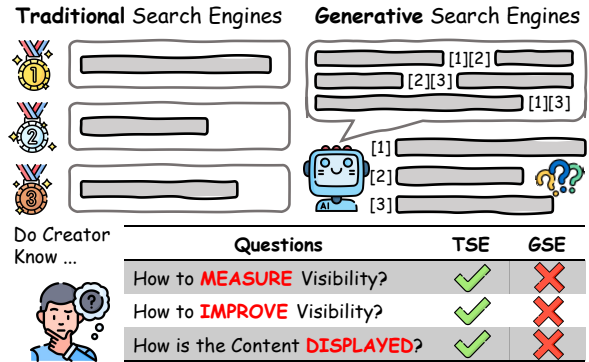 Traditional Search Engines
1
2
3
Generative Search Engines
[1][2]
[2][3]
[1][3]
AI
[1]
[2]
[3]
???
Do Creator
Know ...
?
Questions TSE GSE
How to MEASURE Visibility?
How to IMPROVE Visibility?
How is the Content DISPLAYED?